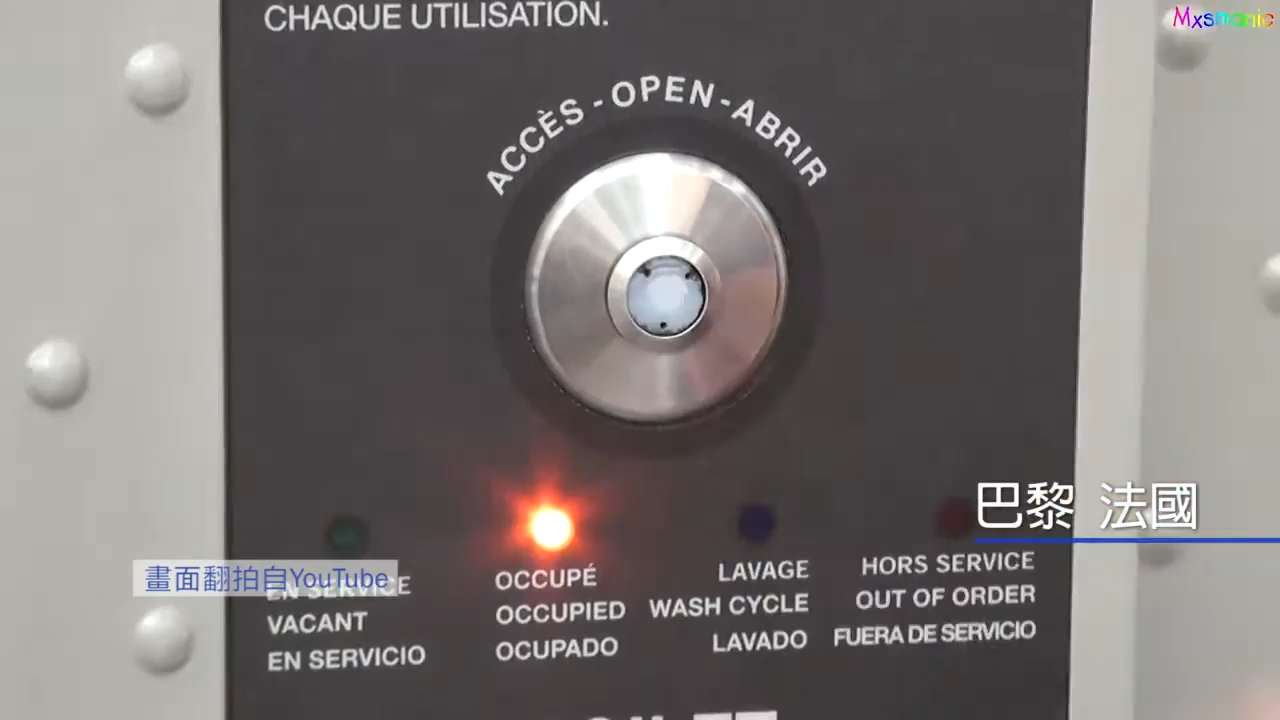 Mxsmanic
CHAQUE UTILISATION.
ACCÈS - OPEN - ABRIR
巴黎 法國
畫面翻拍自YouTube
EN SERVICE
VACANT
EN SERVICIO
OCCUPÉ
OCCUPIED
OCUPADO
LAVAGE
WASH CYCLE
LAVADO
HORS SERVICE
OUT OF ORDER
FUERA DE SERVICIO